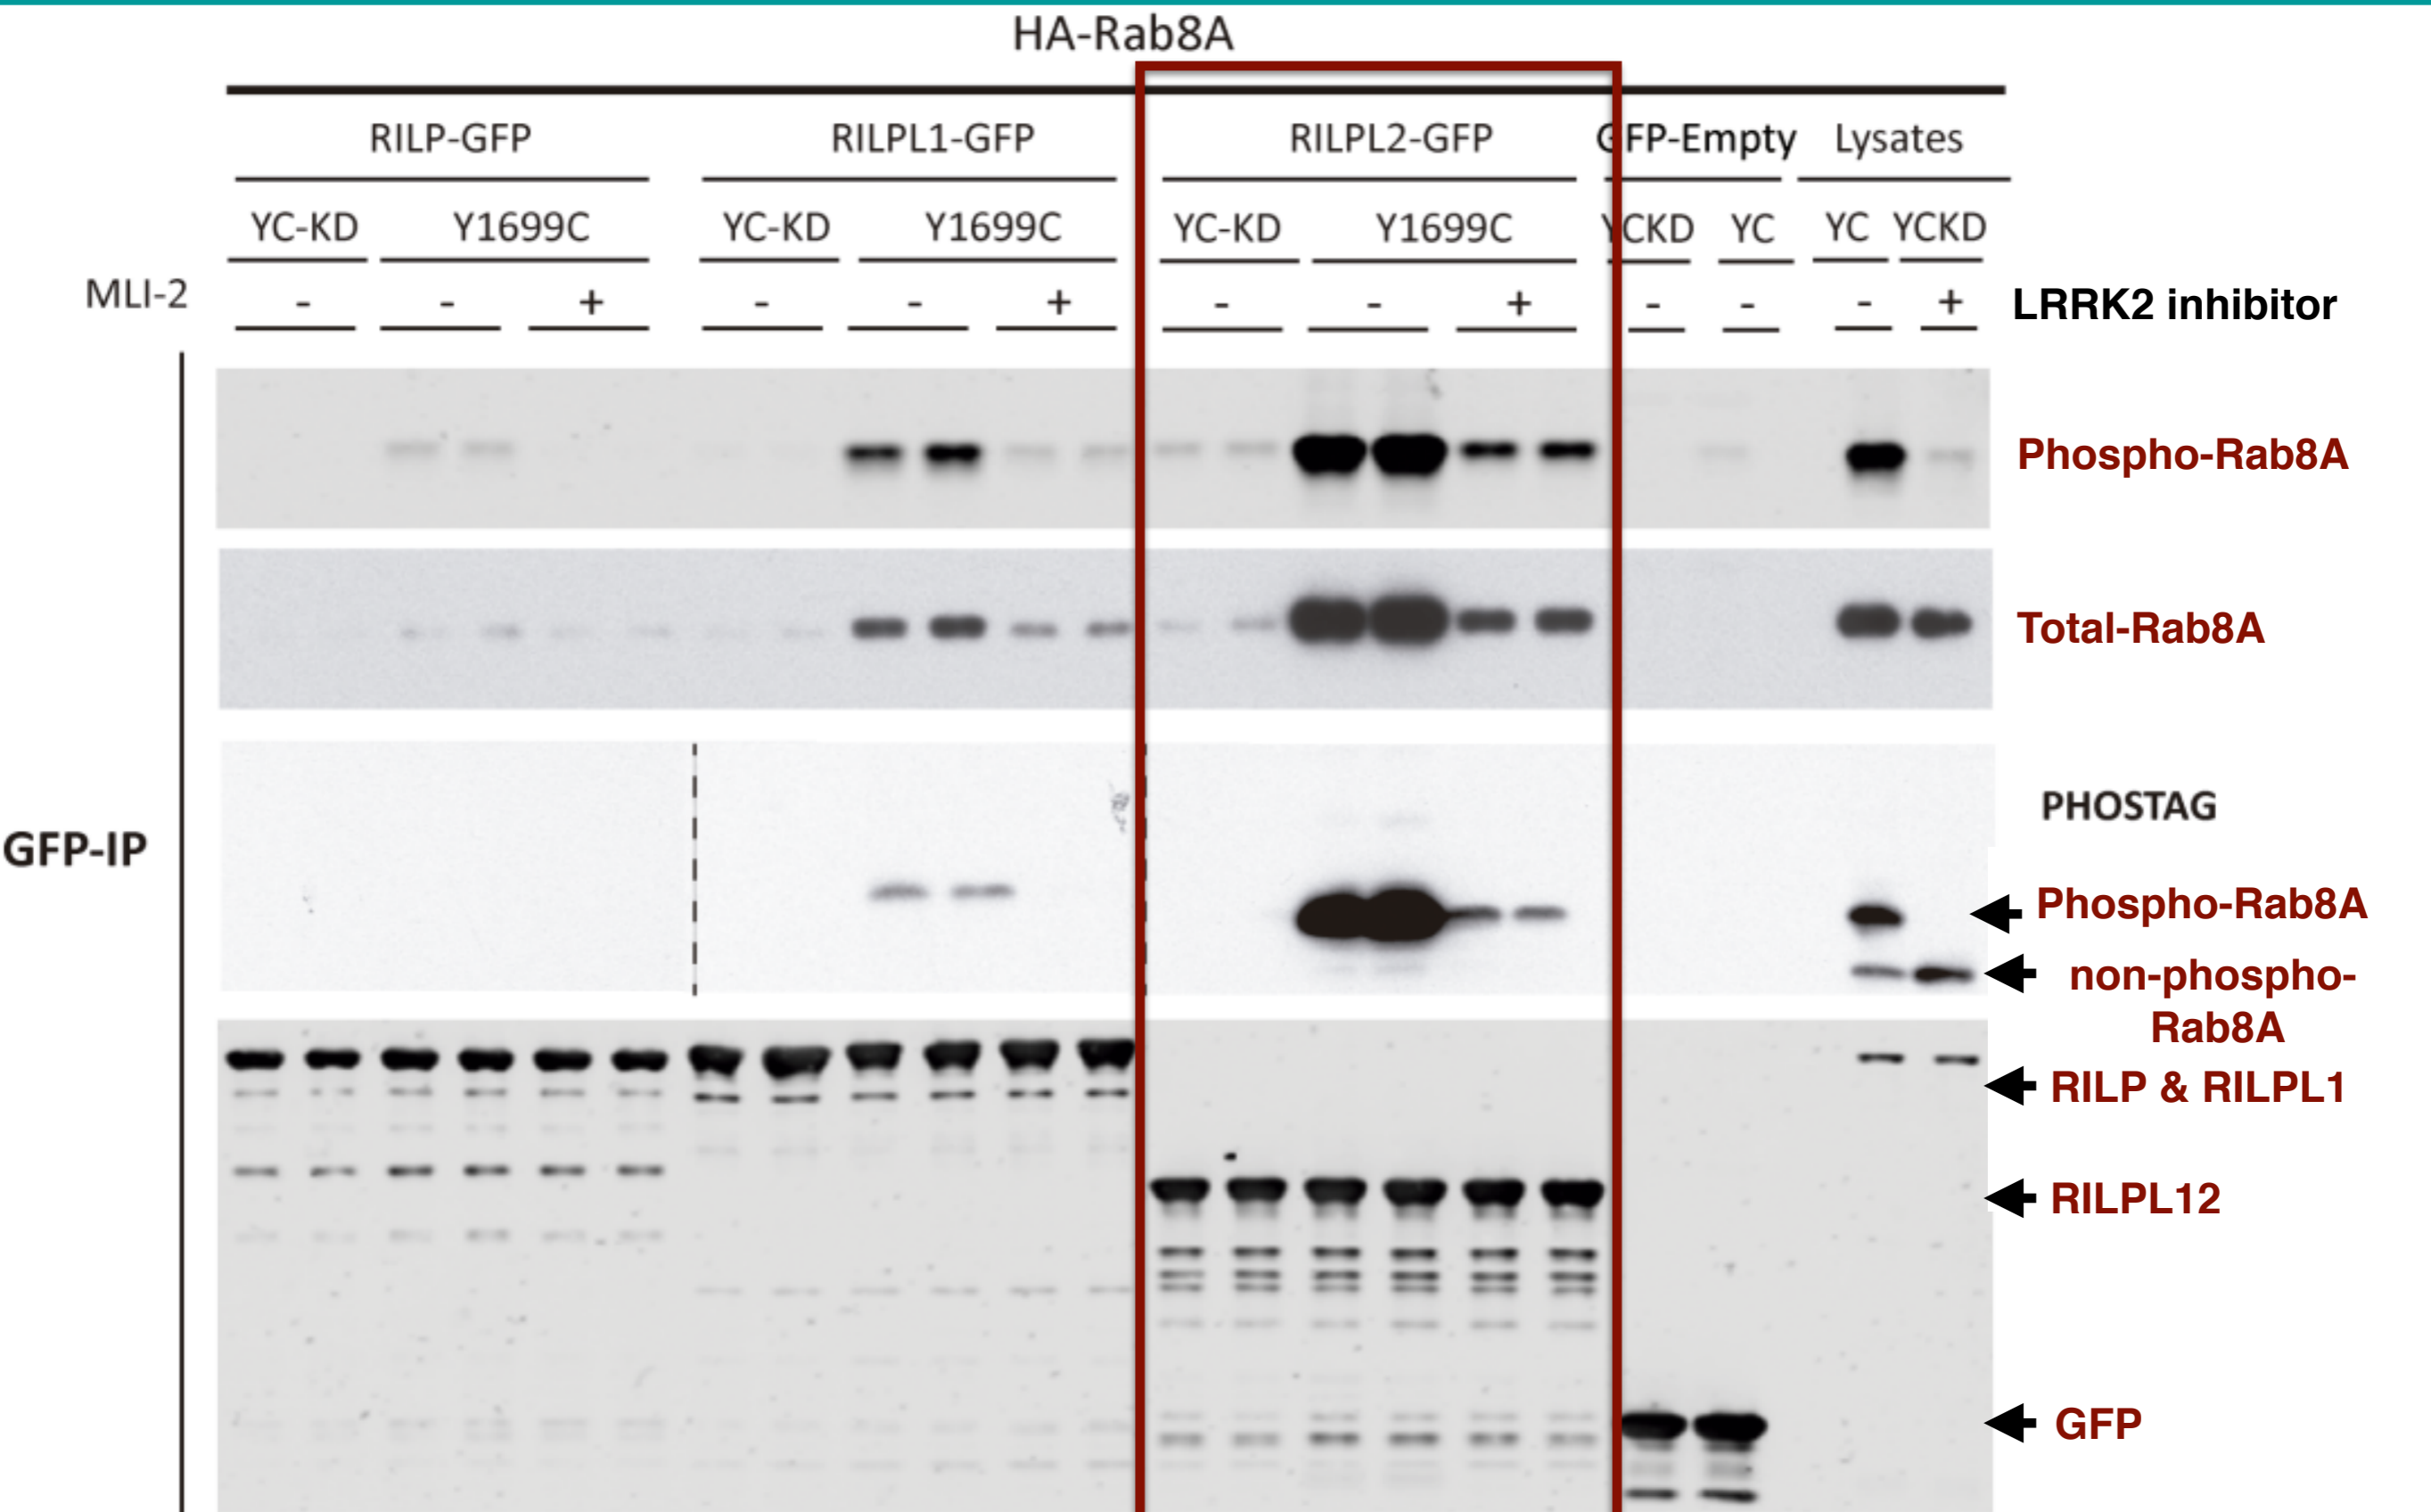 HA-Rab8A
RILP-GFP RILPL1-GFP RILPL2-GFP GFP-Empty Lysates
YC-KD Y1699C YC-KD Y1699C YC-KD Y1699C YCKD YC YC YCKD
MLI-2 - - + - - + - - + - - - + LRRK2 inhibitor
Phospho-Rab8A
Total-Rab8A
PHOSTAG
GFP-IP
Phospho-Rab8A
non-phospho-
Rab8A
RILP & RILPL1
RILPL12
GFP